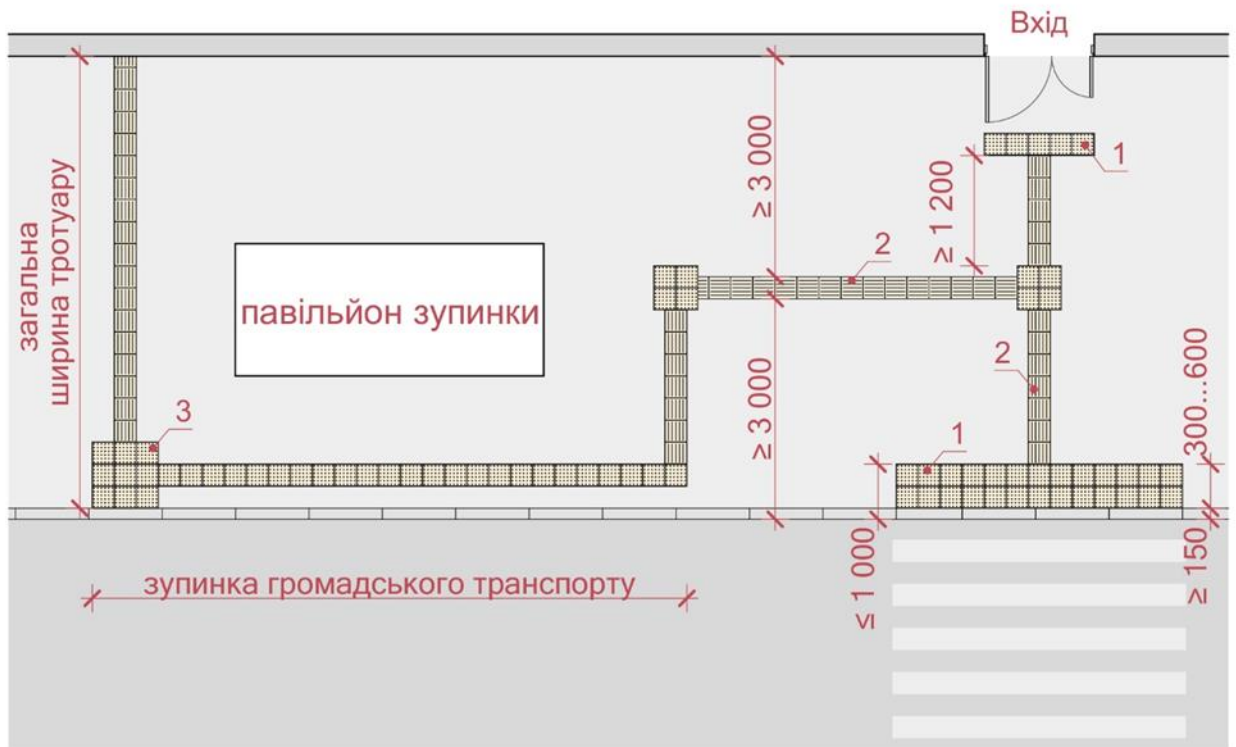 Вхід
1
≥ 3 000
≥ 1 200
загальна
ширина тротуару
2
павільйон зупинки
2
300...600
≥ 3 000
3
1
≤ 1 000
≥ 150
зупинка громадського транспорту